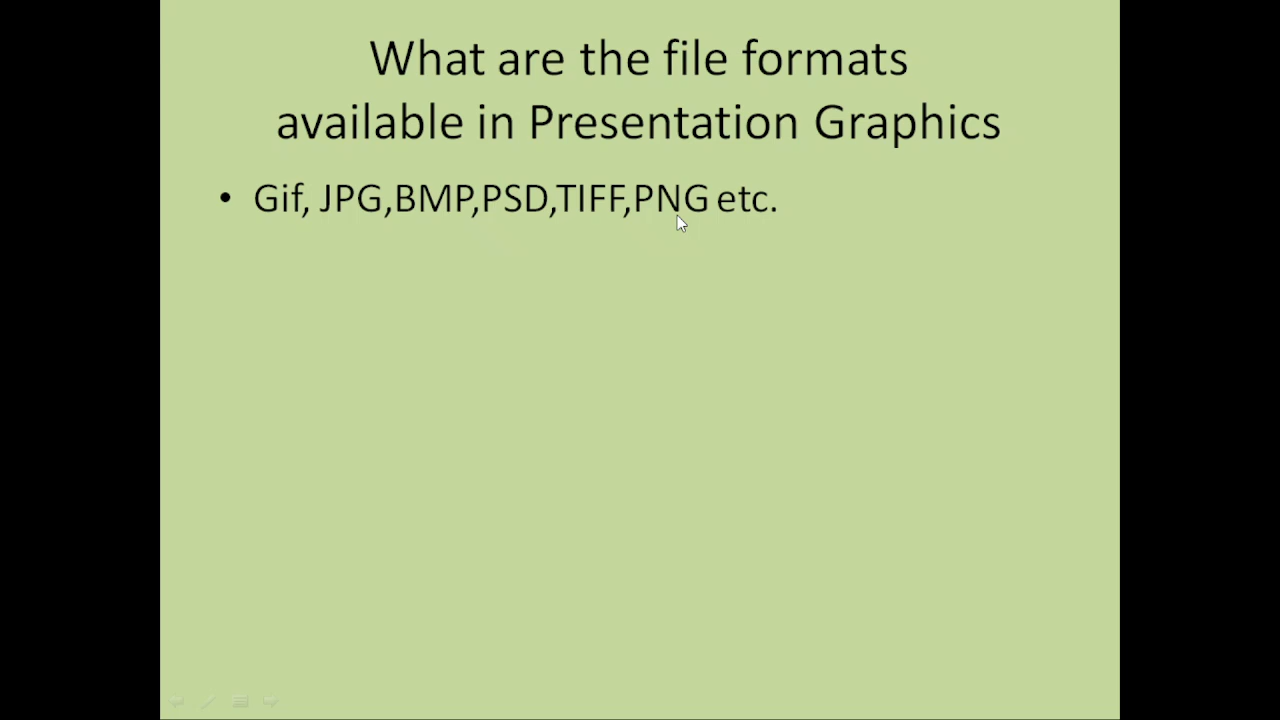 What are the file formats
available in Presentation Graphics
• Gif, JPG,BMP,PSD,TIFF,PNG etc.